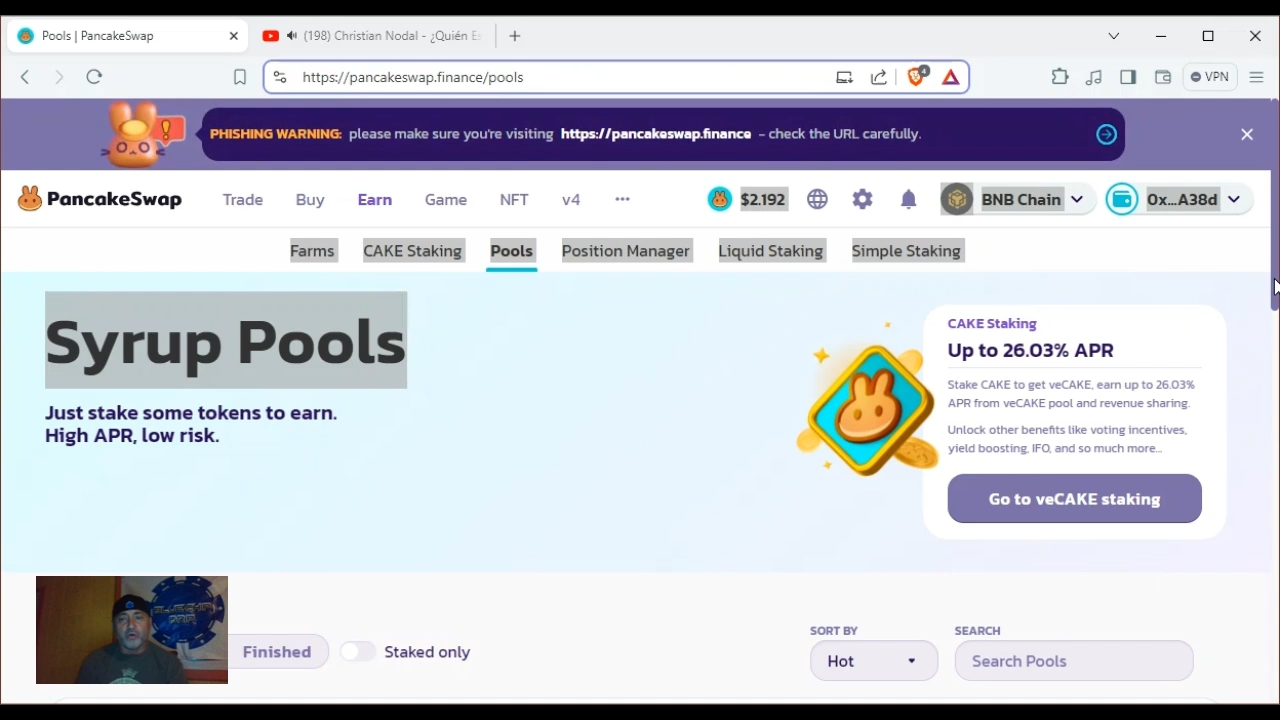 Pools | PancakeSwap
(198) Christian Nodal - ¿Quién Es
https://pancakeswap.finance/pools
4
VPN
PHISHING WARNING: please make sure you're visiting https://pancakeswap.finance - check the URL carefully.
PancakeSwap
Trade
Buy
Earn
Game
NFT
v4
$2.192
BNB Chain
0x...A38d
Farms
CAKE Staking
Pools
Position Manager
Liquid Staking
Simple Staking
Syrup Pools
Just stake some tokens to earn.
High APR, low risk.
CAKE Staking
Up to 26.03% APR
Stake CAKE to get veCAKE, earn up to 26.03%
APR from veCAKE pool and revenue sharing.
Unlock other benefits like voting incentives,
yield boosting, IFO, and so much more...
Go to veCAKE staking
Finished
Staked only
SORT BY
Hot
SEARCH
Search Pools